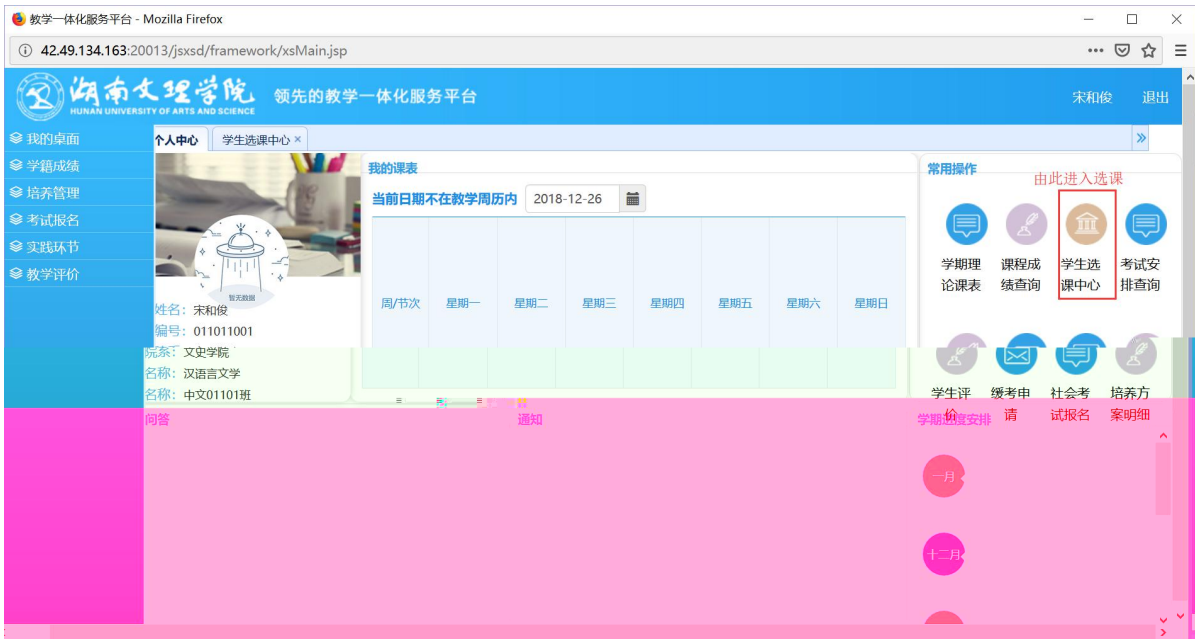 教学一体化服务平台 - Mozilla Firefox
42.49.134.163:20013/jsxsd/framework/xsMain.jsp
湖南文理学院
HUNAN UNIVERSITY OF ARTS AND SCIENCE
领先的教学一体化服务平台
宋和俊 退出
我的桌面
学籍成绩
培养管理
考试报名
实践环节
教学评价
个人中心 学生选课中心 ×
暂无数据
姓名：宋和俊
编号：011011001
院系：文史学院
名称：汉语言文学
名称：中文01101班
我的课表
当前日期不在教学周历内 2018-12-26
周/节次 星期一 星期二 星期三 星期四 星期五 星期六 星期日
常用操作
由此进入选课
学期理论课表
课程成绩查询
学生选课中心
考试安排查询
学生评价
缓考申请
社会考试报名
培养方案明细
问答
通知
学期进度安排
一月
十二月